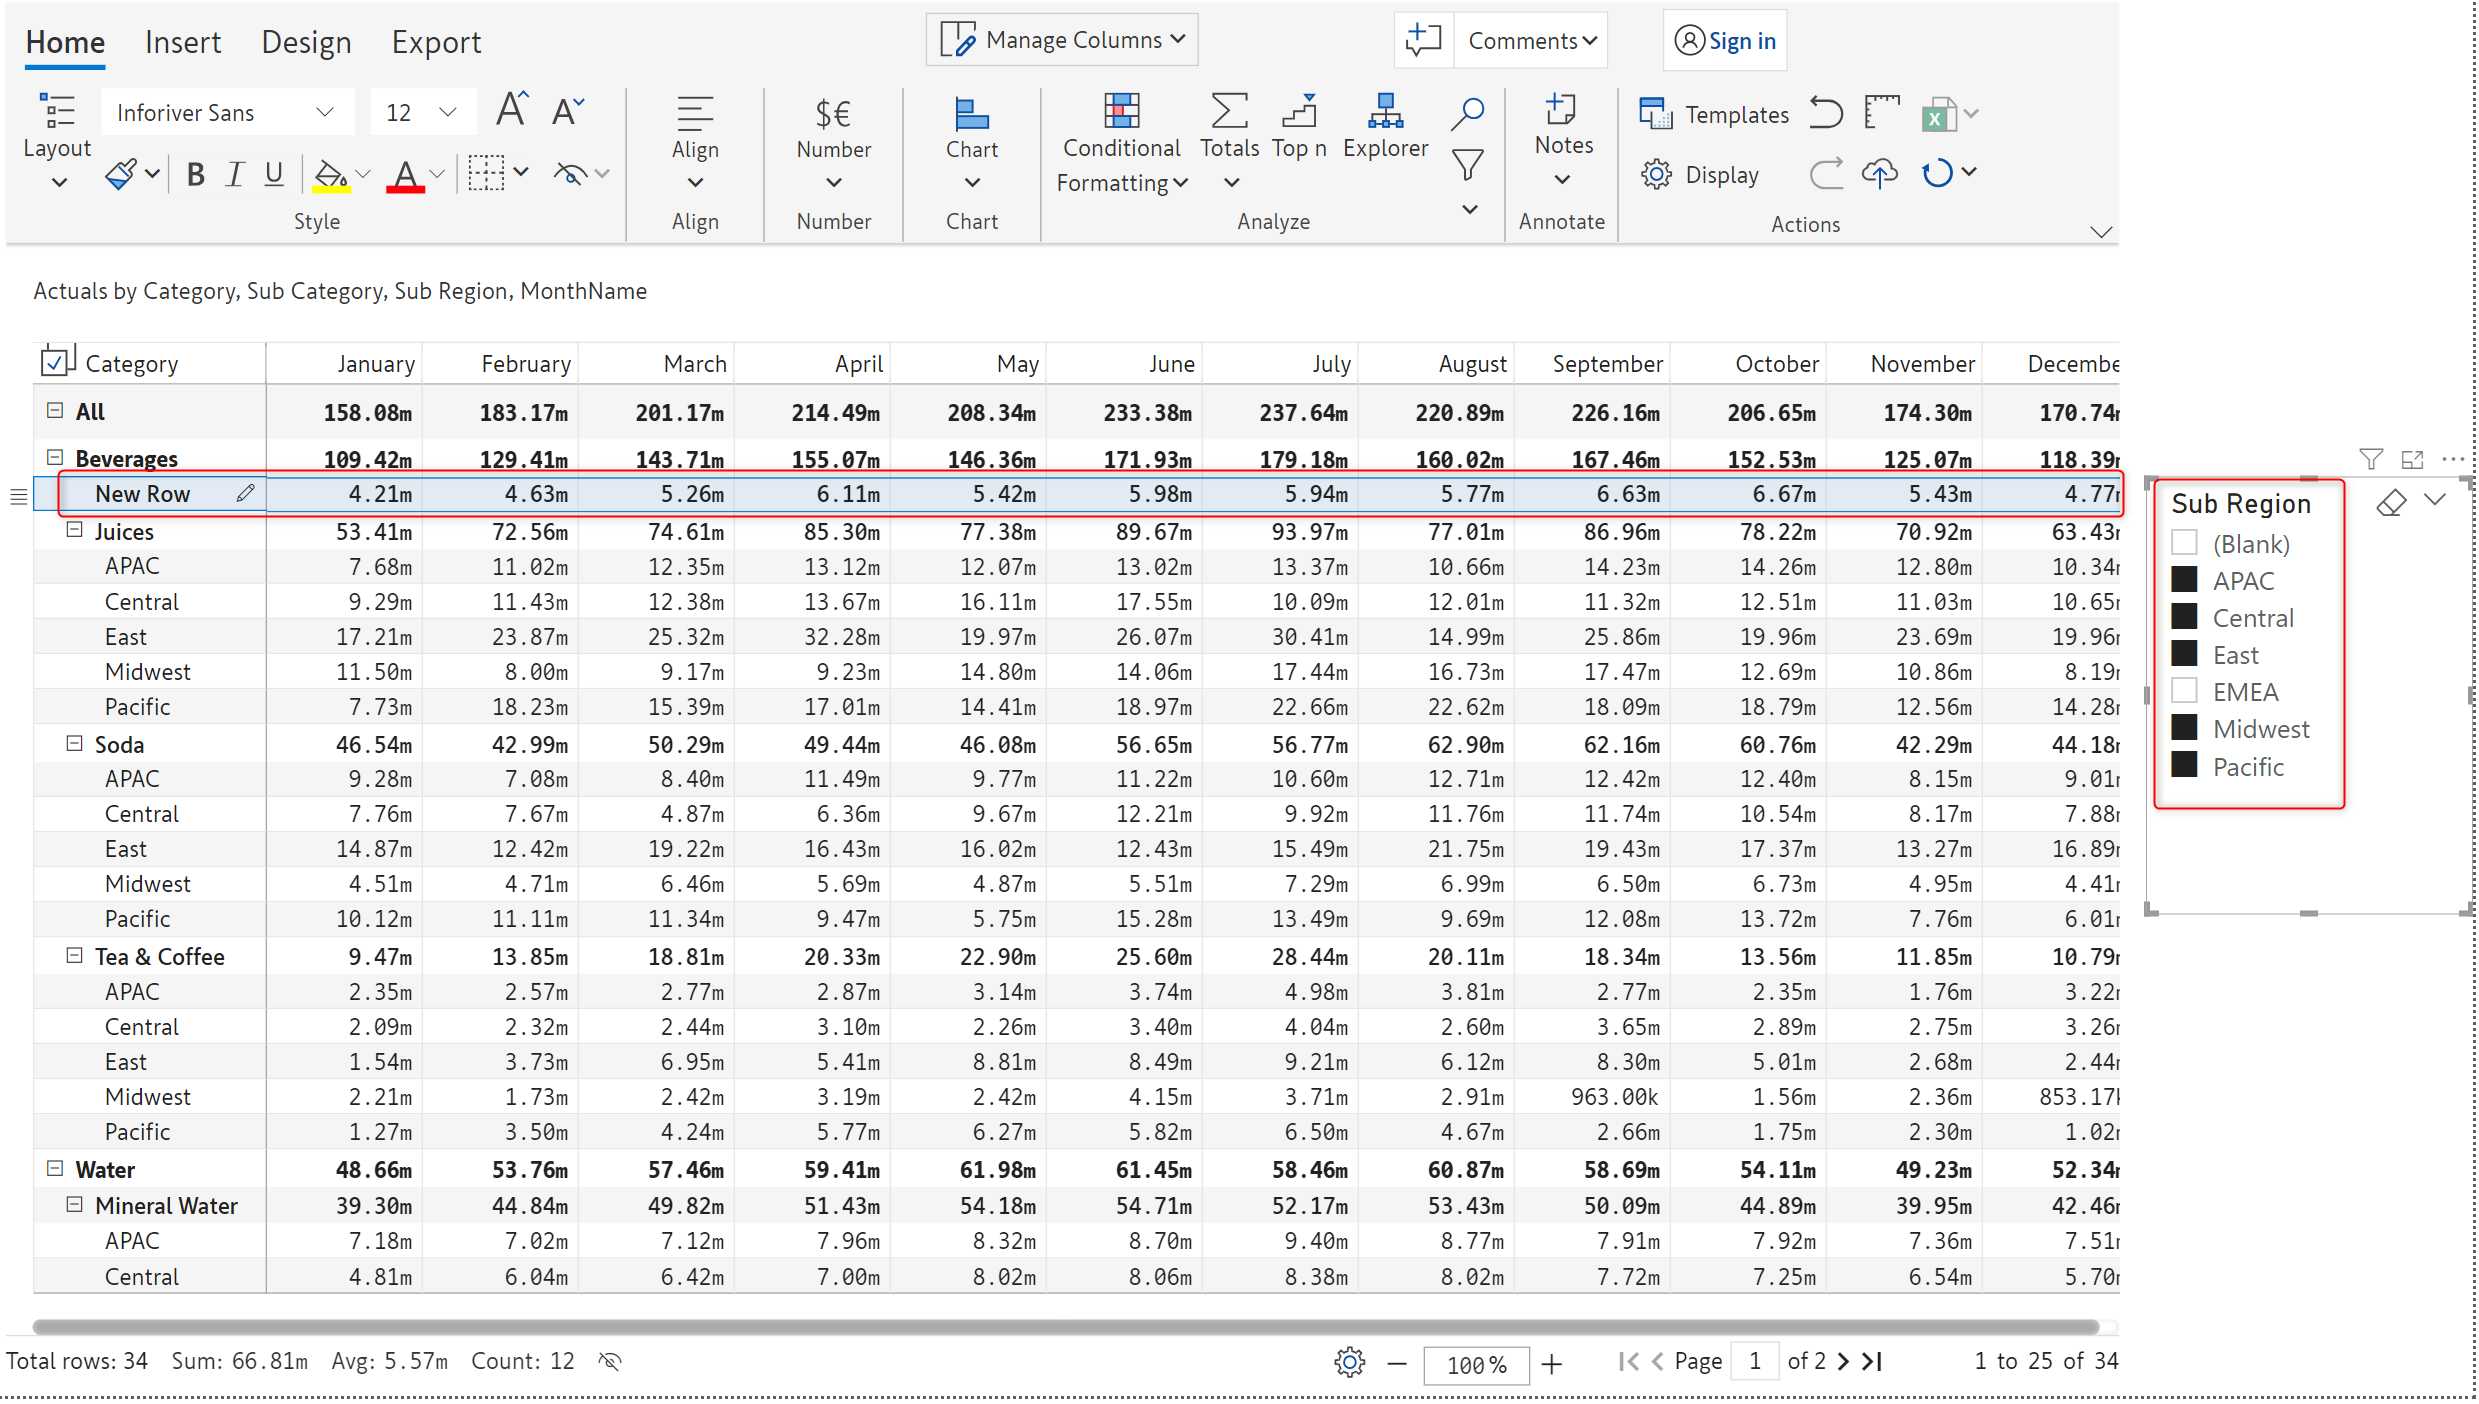 Home Insert Design Export Manage Columns Comments Sign in
Inforiver Sans 12 $€ Templates
Layout Align Number Chart Conditional Formatting Totals Top n Explorer Notes
B I U A Display
Style Align Number Chart Analyze Annotate Actions
Actuals by Category, Sub Category, Sub Region, MonthName
Category January February March April May June July August September October November Decembe
All 158.08m 183.17m 201.17m 214.49m 208.34m 233.38m 237.64m 220.89m 226.16m 206.65m 174.30m 170.74m
Beverages 109.42m 129.41m 143.71m 155.07m 146.36m 171.93m 179.18m 160.02m 167.46m 152.53m 125.07m 118.39m
New Row 4.21m 4.63m 5.26m 6.11m 5.42m 5.98m 5.94m 5.77m 6.63m 6.67m 5.43m 4.77m
Juices 53.41m 72.56m 74.61m 85.30m 77.38m 89.67m 93.97m 77.01m 86.96m 78.22m 70.92m 63.43m
APAC 7.68m 11.02m 12.35m 13.12m 12.07m 13.02m 13.37m 10.66m 14.23m 14.26m 12.80m 10.34m
Central 9.29m 11.43m 12.38m 13.67m 16.11m 17.55m 10.09m 12.01m 11.32m 12.51m 11.03m 10.65m
East 17.21m 23.87m 25.32m 32.28m 19.97m 26.07m 30.41m 14.99m 25.86m 19.96m 23.69m 19.96m
Midwest 11.50m 8.00m 9.17m 9.23m 14.80m 14.06m 17.44m 16.73m 17.47m 12.69m 10.86m 8.19m
Pacific 7.73m 18.23m 15.39m 17.01m 14.41m 18.97m 22.66m 22.62m 18.09m 18.79m 12.56m 14.28m
Soda 46.54m 42.99m 50.29m 49.44m 46.08m 56.65m 56.77m 62.90m 62.16m 60.76m 42.29m 44.18m
APAC 9.28m 7.08m 8.40m 11.49m 9.77m 11.22m 10.60m 12.71m 12.42m 12.40m 8.15m 9.01m
Central 7.76m 7.67m 4.87m 6.36m 9.67m 12.21m 9.92m 11.76m 11.74m 10.54m 8.17m 7.88m
East 14.87m 12.42m 19.22m 16.43m 16.02m 12.43m 15.49m 21.75m 19.43m 17.37m 13.27m 16.89m
Midwest 4.51m 4.71m 6.46m 5.69m 4.87m 5.51m 7.29m 6.99m 6.50m 6.73m 4.95m 4.41m
Pacific 10.12m 11.11m 11.34m 9.47m 5.75m 15.28m 13.49m 9.69m 12.08m 13.72m 7.76m 6.01m
Tea & Coffee 9.47m 13.85m 18.81m 20.33m 22.90m 25.60m 28.44m 20.11m 18.34m 13.56m 11.85m 10.79m
APAC 2.35m 2.57m 2.77m 2.87m 3.14m 3.74m 4.98m 3.81m 2.77m 2.35m 1.76m 3.22m
Central 2.09m 2.32m 2.44m 3.10m 2.26m 3.40m 4.04m 2.60m 3.65m 2.89m 2.75m 3.26m
East 1.54m 3.73m 6.95m 5.41m 8.81m 8.49m 9.21m 6.12m 8.30m 5.01m 2.68m 2.44m
Midwest 2.21m 1.73m 2.42m 3.19m 2.42m 4.15m 3.71m 2.91m 963.00k 1.56m 2.36m 853.17k
Pacific 1.27m 3.50m 4.24m 5.77m 6.27m 5.82m 6.50m 4.67m 2.66m 1.75m 2.30m 1.02m
Water 48.66m 53.76m 57.46m 59.41m 61.98m 61.45m 58.46m 60.87m 58.69m 54.11m 49.23m 52.34m
Mineral Water 39.30m 44.84m 49.82m 51.43m 54.18m 54.71m 52.17m 53.43m 50.09m 44.89m 39.95m 42.46m
APAC 7.18m 7.02m 7.12m 7.96m 8.32m 8.70m 9.40m 8.77m 7.91m 7.92m 7.36m 7.51m
Central 4.81m 6.04m 6.42m 7.00m 8.02m 8.06m 8.38m 8.02m 7.72m 7.25m 6.54m 5.70m
Total rows: 34 Sum: 66.81m Avg: 5.57m Count: 12 100% Page 1 of 2 1 to 25 of 34
Sub Region
(Blank)
APAC
Central
East
EMEA
Midwest
Pacific